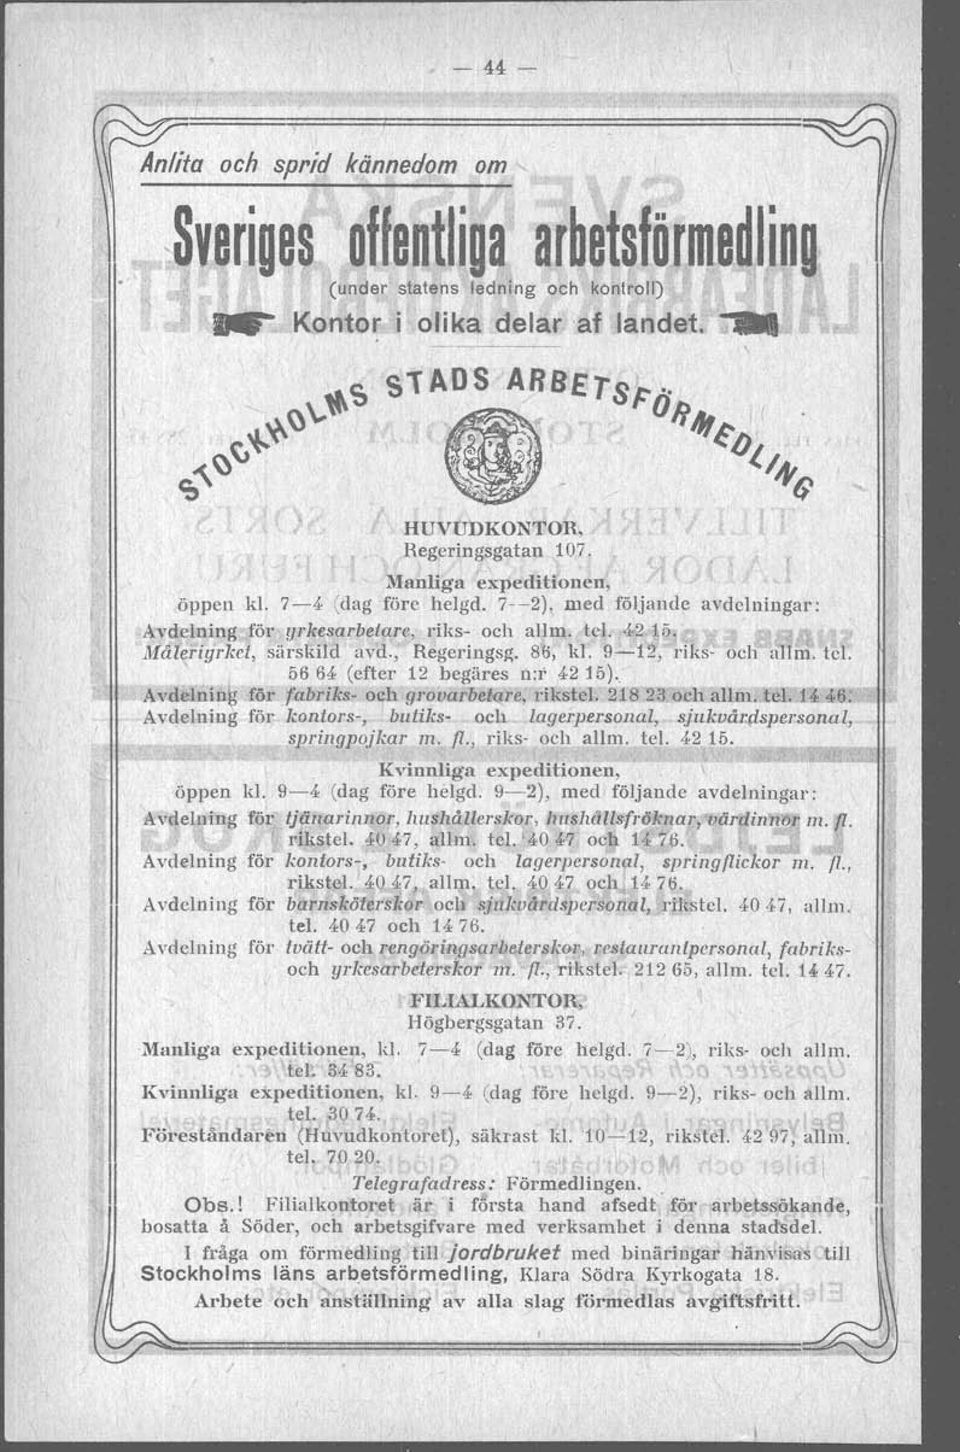 — 44 —
Anlita och sprid kännedom om
Sveriges offentliga arbetsförmedling
(under statens ledning och kontroll)
Kontor i olika delar af landet.
STOCKHOLMS STADS ARBETSFÖRMEDLING
HUVUDKONTOR,
Regeringsgatan 107.
Manliga expeditionen,
öppen kl. 7—4 (dag före helgd. 7—2), med följande avdelningar:
Avdelning för yrkesarbetare, riks- och allm. tel. 42 15.
Målerigrket, särskild avd., Regeringsg. 86, kl. 9—12, riks- och allm. tel.
56 64 (efter 12 begäres n:r 42 15).
Avdelning för fabriks- och grovarbetare, rikstel. 218 23 och allm. tel. 14 46.
Avdelning för kontors-, butiks- och lagerpersonal, sjukvårdspersonal,
springpojkar m. fl., riks- och allm. tel. 42 15.
Kvinnliga expeditionen,
öppen kl. 9—4 (dag före helgd. 9—2), med följande avdelningar:
Avdelning för tjänarinnor, hushållerskor, hushållsfröknar, värdinnor m. fl.
rikstel. 40 47, allm. tel. 40 47 och 14 76.
Avdelning för kontors-, butiks- och lagerpersonal, springflickor m. fl.,
rikstel. 40 47, allm. tel. 40 47 och 14 76.
Avdelning för barnsköterskor och sjukvårdspersonal, rikstel. 40 47, allm.
tel. 40 47 och 14 76.
Avdelning för tvätt- och rengöringsarbeterskor, restaurantpersonal, fabriks-
och yrkesarbeterskor m. fl., rikstel. 212 65, allm. tel. 14 47.
FILIALKONTOR,
Högbergsgatan 37.
Manliga expeditionen, kl. 7—4 (dag före helgd. 7—2), riks- och allm.
tel. 34 83.
Kvinnliga expeditionen, kl. 9—4 (dag före helgd. 9—2), riks- och allm.
tel. 30 74.
Föreståndaren (Huvudkontoret), säkrast kl. 10—12, rikstel. 42 97, allm.
tel. 70 20.
Telegrafadress: Förmedlingen.
Obs.! Filialkontoret är i första hand afsedt för arbetssökande,
bosatta å Söder, och arbetsgifvare med verksamhet i denna stadsdel.
I fråga om förmedling till jordbruket med binäringar hänvisas till
Stockholms läns arbetsförmedling, Klara Södra Kyrkogata 18.
Arbete och anställning av alla slag förmedlas avgiftsfritt.